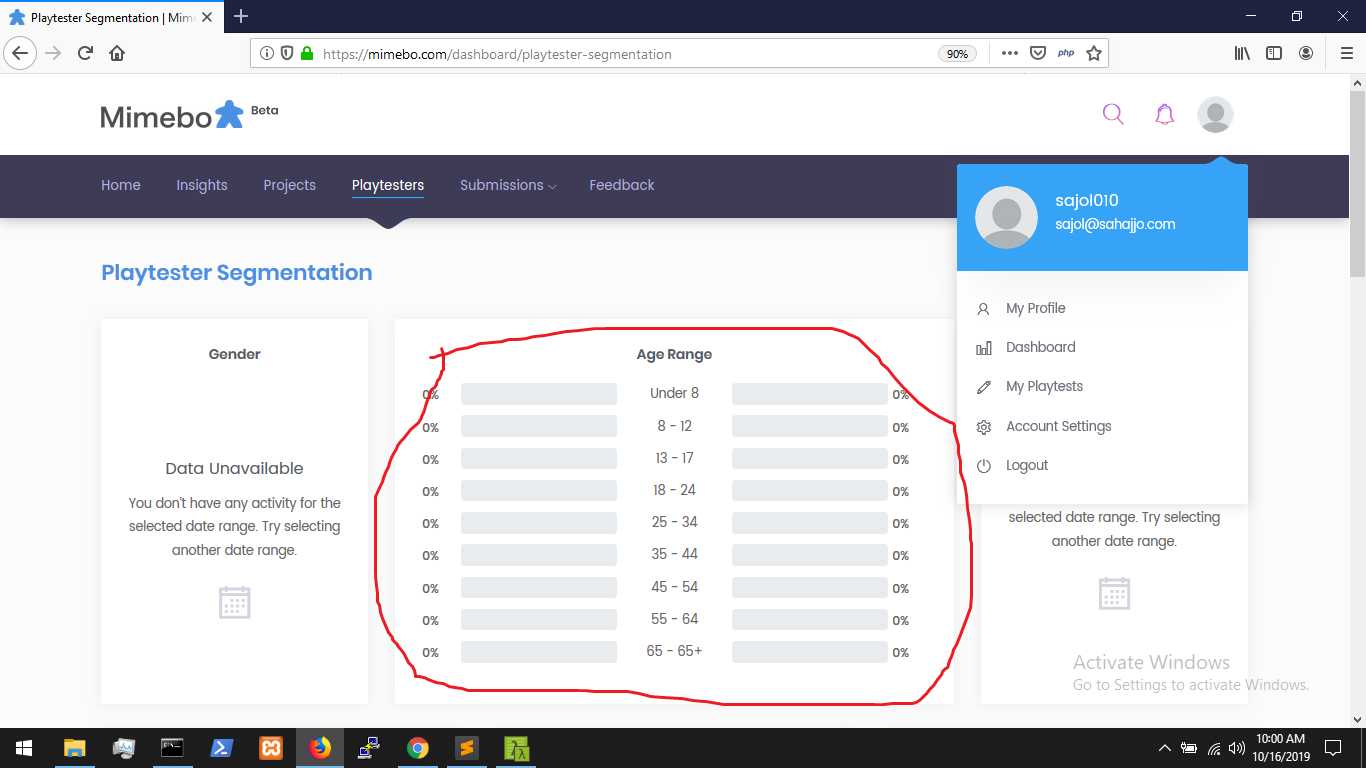 Playtester Segmentation | Mim
https://mimebo.com/dashboard/playtester-segmentation
90%
php
Mimebo Beta
Home Insights Projects Playtesters Submissions Feedback
sajol010
sajol@sahajjo.com
My Profile
Dashboard
My Playtests
Account Settings
Logout
Playtester Segmentation
Gender
Data Unavailable
You don't have any activity for the
selected date range. Try selecting
another date range.
Age Range
0% Under 8 0%
0% 8 - 12 0%
0% 13 - 17 0%
0% 18 - 24 0%
0% 25 - 34 0%
0% 35 - 44 0%
0% 45 - 54 0%
0% 55 - 64 0%
0% 65 - 65+ 0%
selected date range. Try selecting
another date range.
Activate Windows
Go to Settings to activate Windows.
10:00 AM
10/16/2019